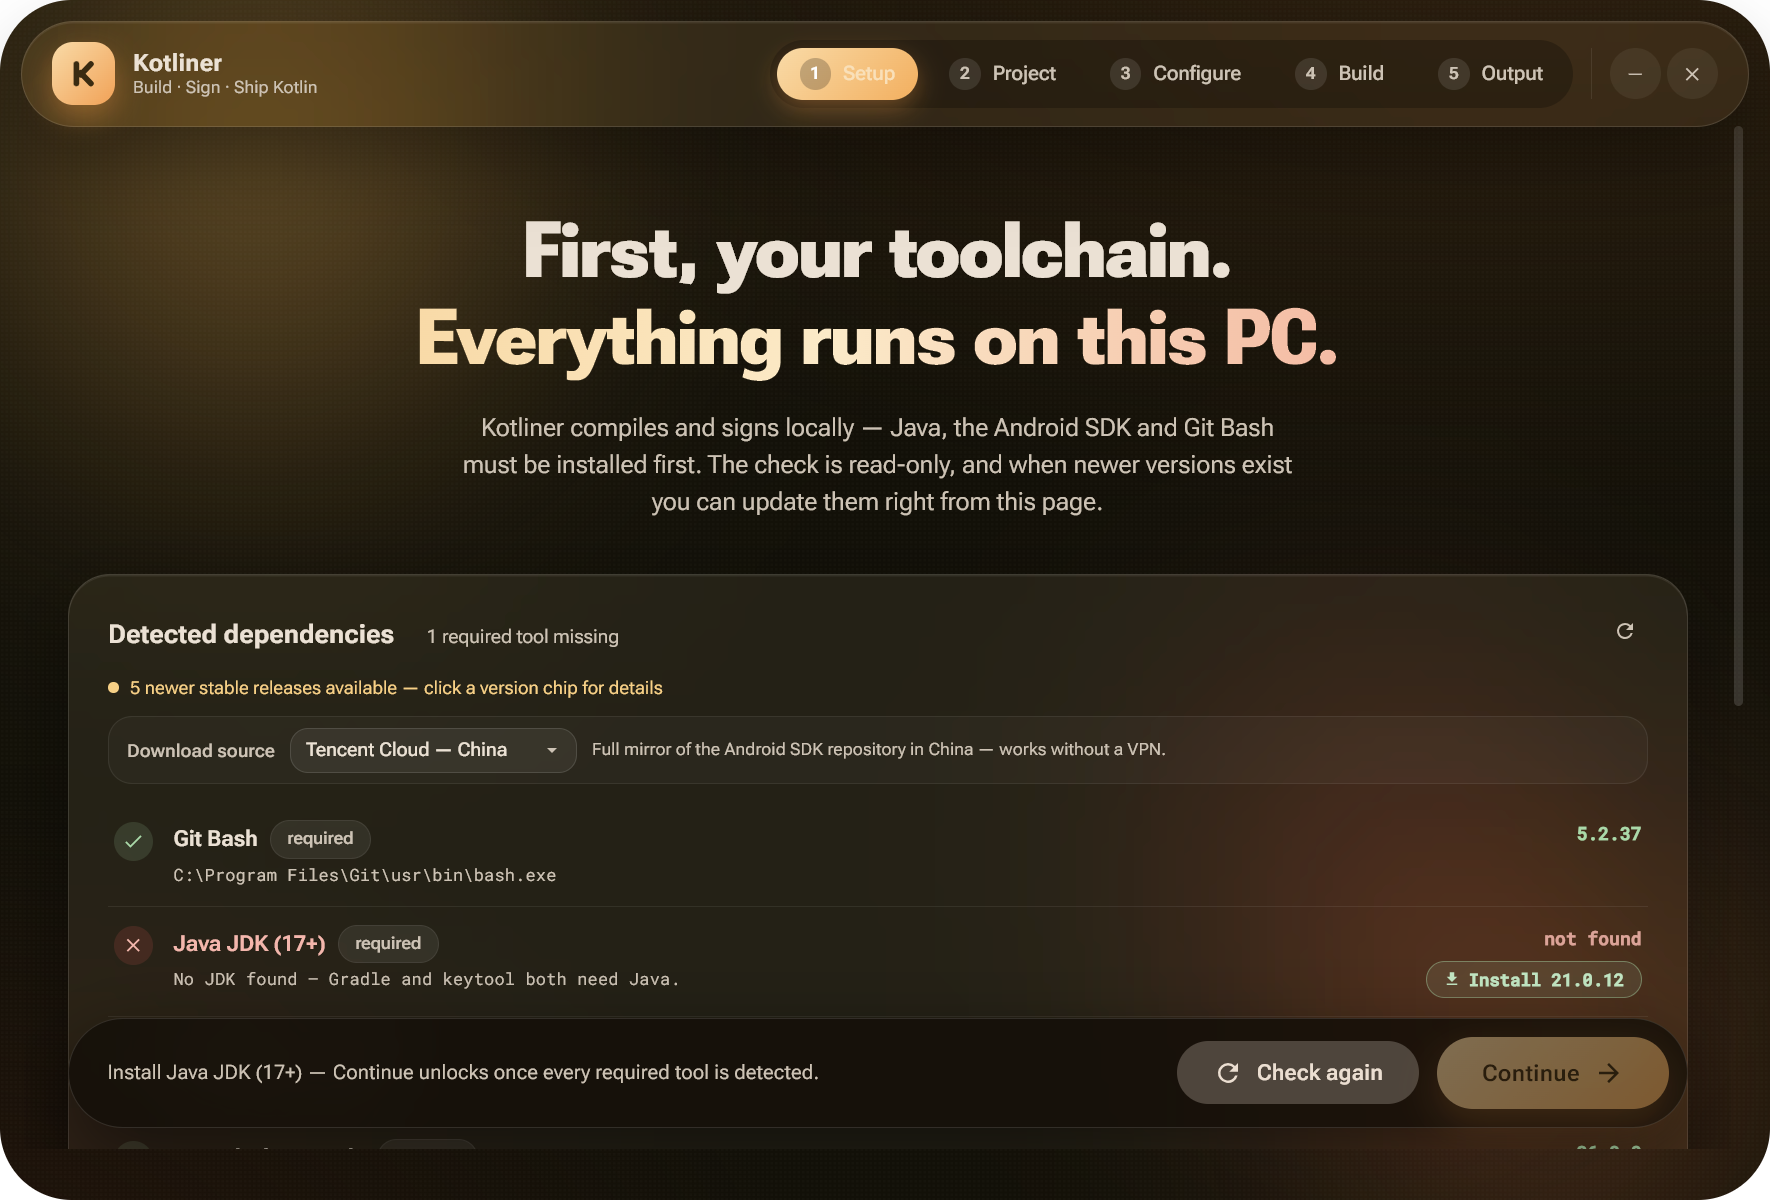 K
Kotliner
Build · Sign · Ship Kotlin
1 Setup
2 Project
3 Configure
4 Build
5 Output
First, your toolchain.
Everything runs on this PC.
Kotliner compiles and signs locally — Java, the Android SDK and Git Bash
must be installed first. The check is read-only, and when newer versions exist
you can update them right from this page.
Detected dependencies
1 required tool missing
5 newer stable releases available — click a version chip for details
Download source
Tencent Cloud — China
Full mirror of the Android SDK repository in China — works without a VPN.
Git Bash
required
5.2.37
C:\Program Files\Git\usr\bin\bash.exe
Java JDK (17+)
required
not found
No JDK found — Gradle and keytool both need Java.
Install 21.0.12
Install Java JDK (17+) — Continue unlocks once every required tool is detected.
Check again
Continue